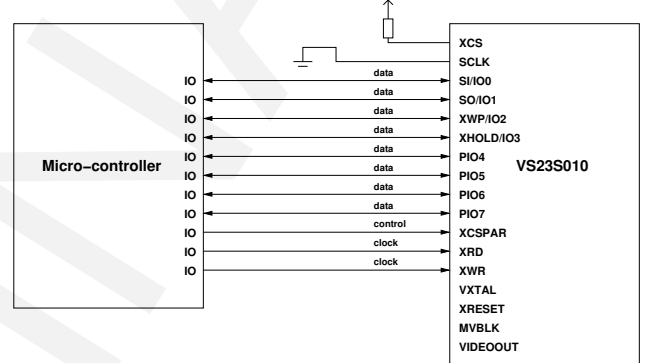 XCS
SCLK
IO data SI/IO0
IO data SO/IO1
IO data XWP/IO2
IO data XHOLD/IO3
IO data PIO4
Micro-controller VS23S010
IO data PIO5
IO data PIO6
IO data PIO7
IO control XCSPAR
IO clock XRD
IO clock XWR
VXTAL
XRESET
MVBLK
VIDEOOUT